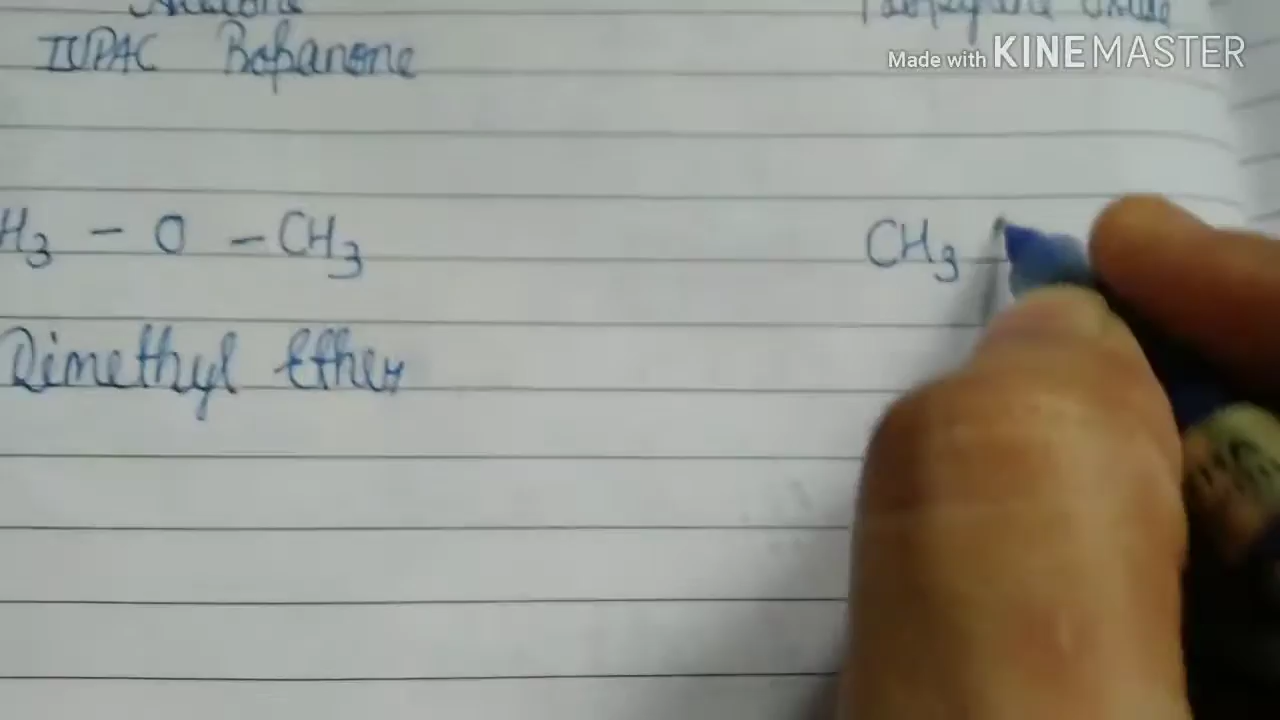 Made with KINEMASTER
IUPAC Propanone
H3 - O - CH3
CH3
Dimethyl Ether